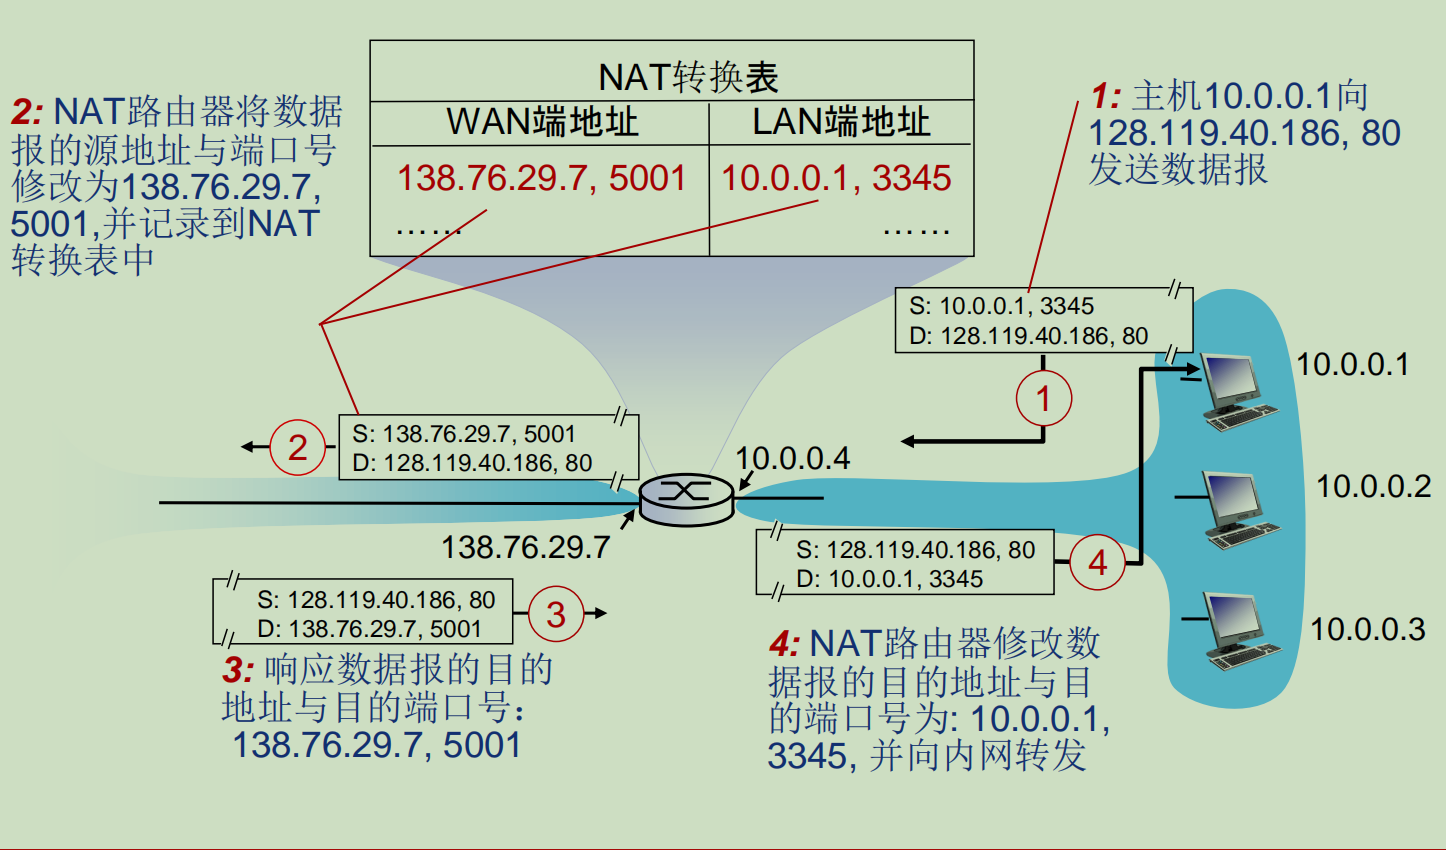 NAT转换表
WAN端地址 LAN端地址
138.76.29.7, 5001 10.0.0.1, 3345
…… ……
2: NAT路由器将数据
报的源地址与端口号
修改为138.76.29.7,
5001,并记录到NAT
转换表中
1: 主机10.0.0.1向
128.119.40.186, 80
发送数据报
S: 10.0.0.1, 3345
D: 128.119.40.186, 80
1
10.0.0.1
2
S: 138.76.29.7, 5001
D: 128.119.40.186, 80
10.0.0.4
10.0.0.2
138.76.29.7
S: 128.119.40.186, 80
D: 10.0.0.1, 3345
4
S: 128.119.40.186, 80
D: 138.76.29.7, 5001
3
10.0.0.3
3: 响应数据报的目的
地址与目的端口号：
138.76.29.7, 5001
4: NAT路由器修改数
据报的目的地址与目
的端口号为: 10.0.0.1,
3345, 并向内网转发